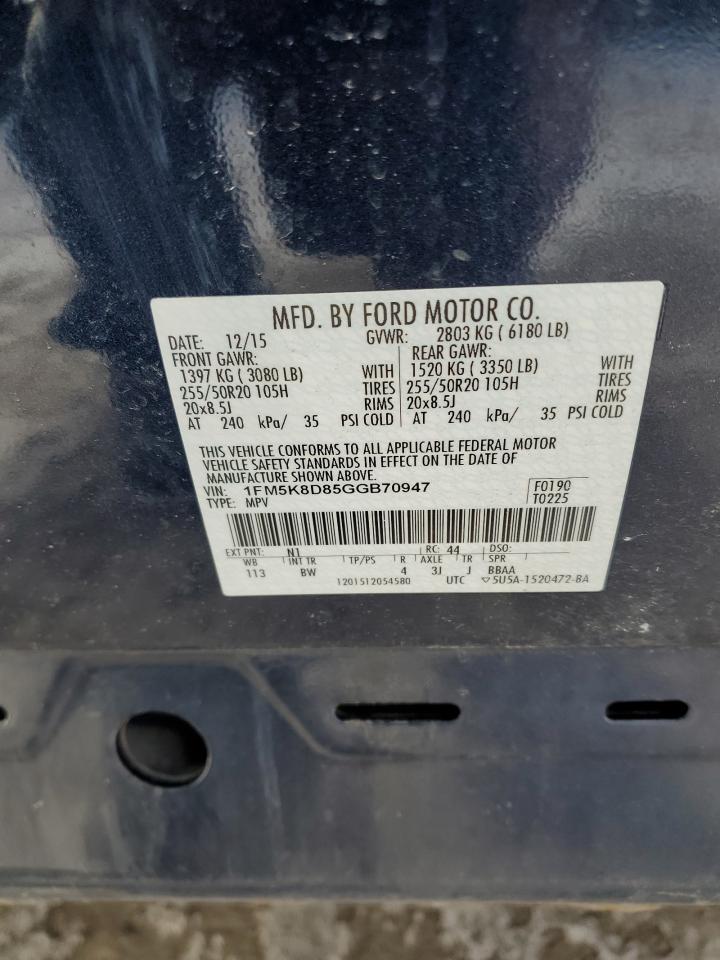 MFD. BY FORD MOTOR CO.
DATE: 12/15 GVWR: 2803 KG ( 6180 LB)
FRONT GAWR: REAR GAWR:
1397 KG ( 3080 LB) WITH 1520 KG ( 3350 LB) WITH
255/50R20 105H TIRES 255/50R20 105H TIRES
20x8.5J RIMS 20x8.5J RIMS
AT 240 kPa/ 35 PSI COLD AT 240 kPa/ 35 PSI COLD
THIS VEHICLE CONFORMS TO ALL APPLICABLE FEDERAL MOTOR
VEHICLE SAFETY STANDARDS IN EFFECT ON THE DATE OF
MANUFACTURE SHOWN ABOVE.
VIN: 1FM5K8D85GGB70947 F0190
TYPE: MPV T0225
EXT PNT: N1 RC: 44 DSO:
WB INT TR TP/PS R AXLE TR SPR
113 BW 4 3J J BBAA
1201512054580 UTC ▽5U5A-1520472-BA